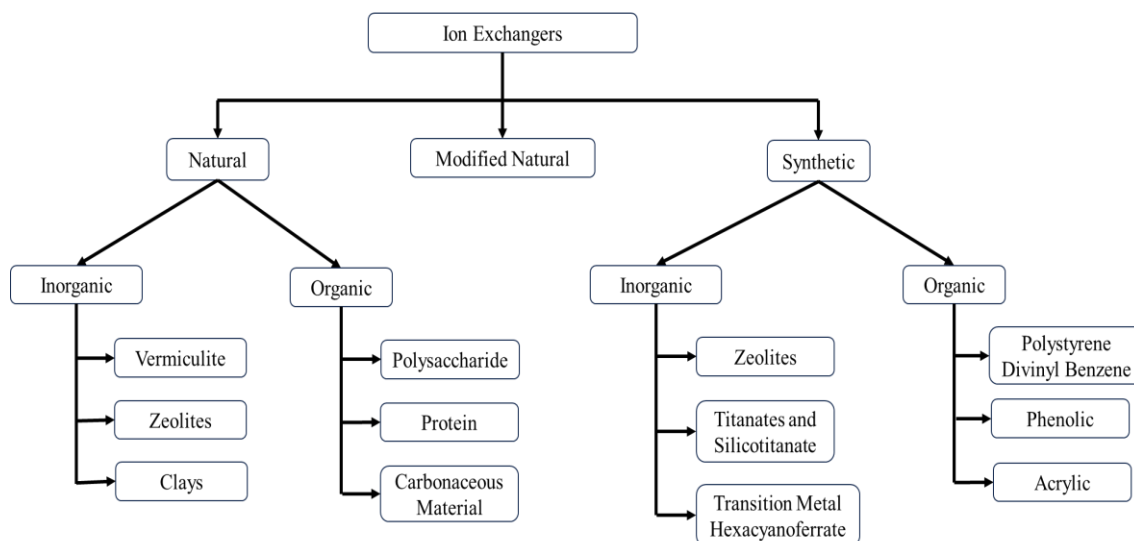 Ion Exchangers
Natural
Modified Natural
Synthetic
Inorganic
Organic
Inorganic
Organic
Vermiculite
Zeolites
Clays
Polysaccharide
Protein
Carbonaceous
Material
Zeolites
Titanates and
Silicotitanate
Transition Metal
Hexacyanoferrate
Polystyrene
Divinyl Benzene
Phenolic
Acrylic